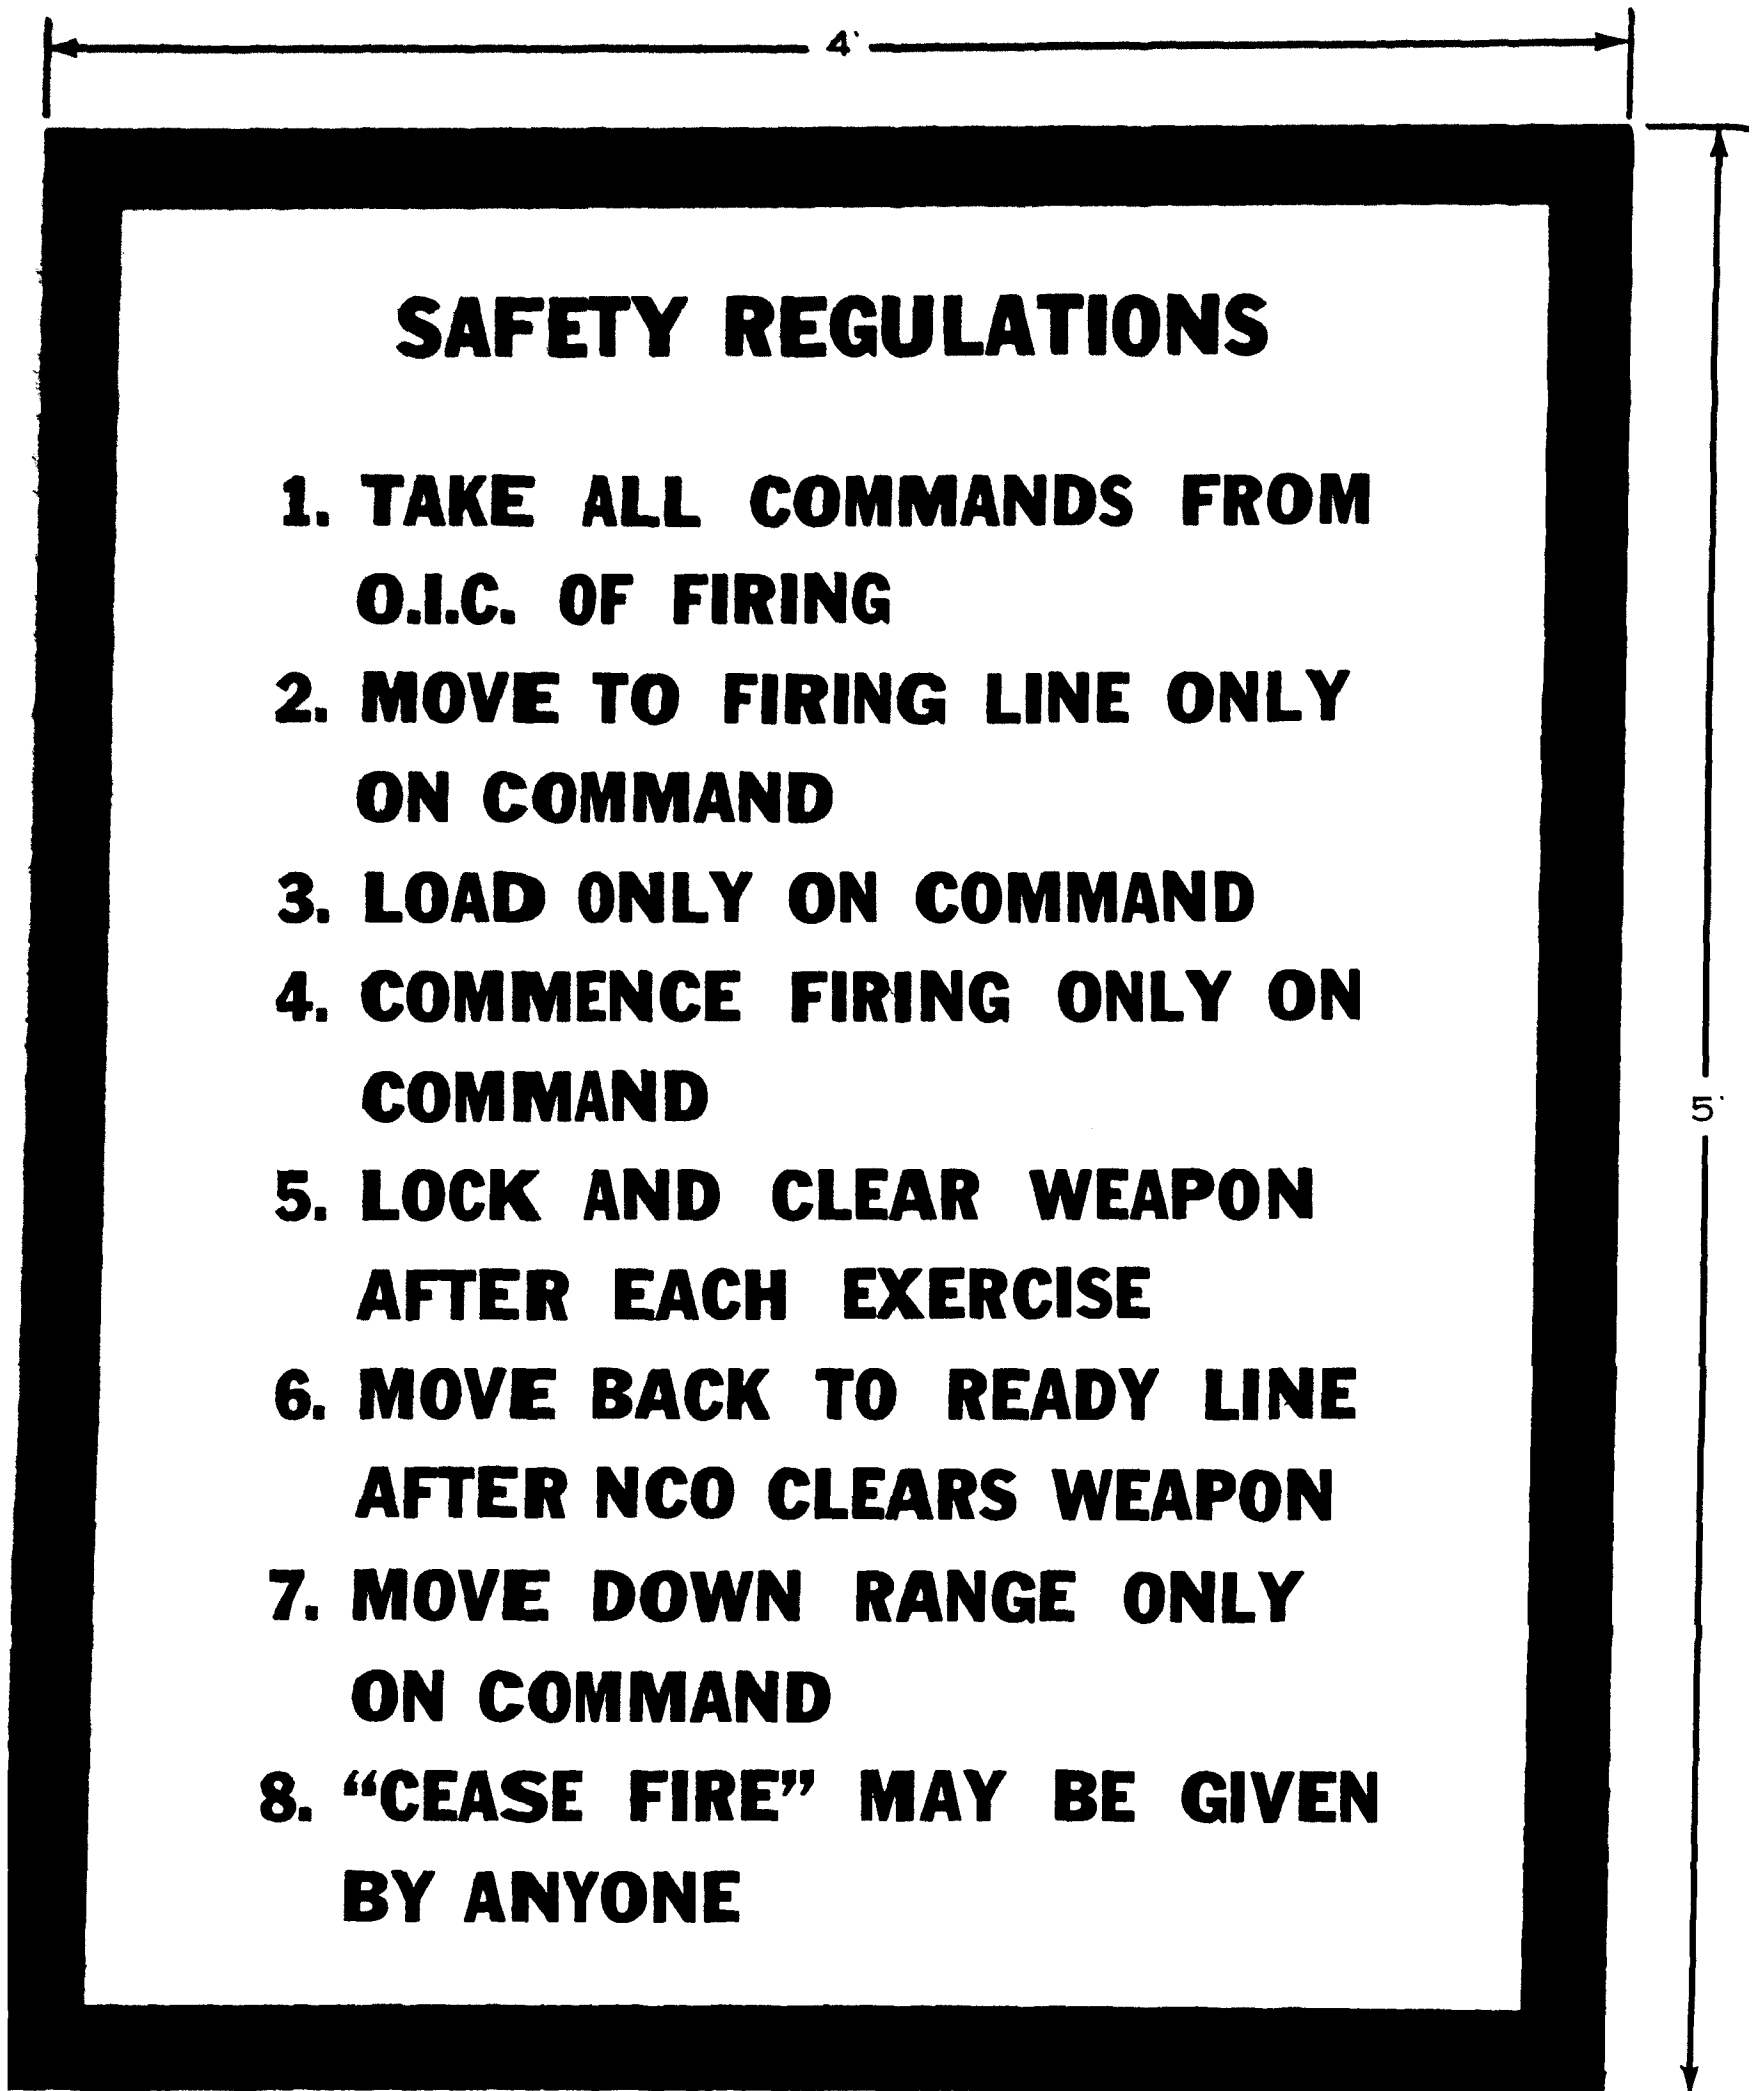 4'
SAFETY REGULATIONS
1. TAKE ALL COMMANDS FROM
O.I.C. OF FIRING
2. MOVE TO FIRING LINE ONLY
ON COMMAND
3. LOAD ONLY ON COMMAND
4. COMMENCE FIRING ONLY ON
COMMAND
5'
5. LOCK AND CLEAR WEAPON
AFTER EACH EXERCISE
6. MOVE BACK TO READY LINE
AFTER NCO CLEARS WEAPON
7. MOVE DOWN RANGE ONLY
ON COMMAND
8. “CEASE FIRE” MAY BE GIVEN
BY ANYONE